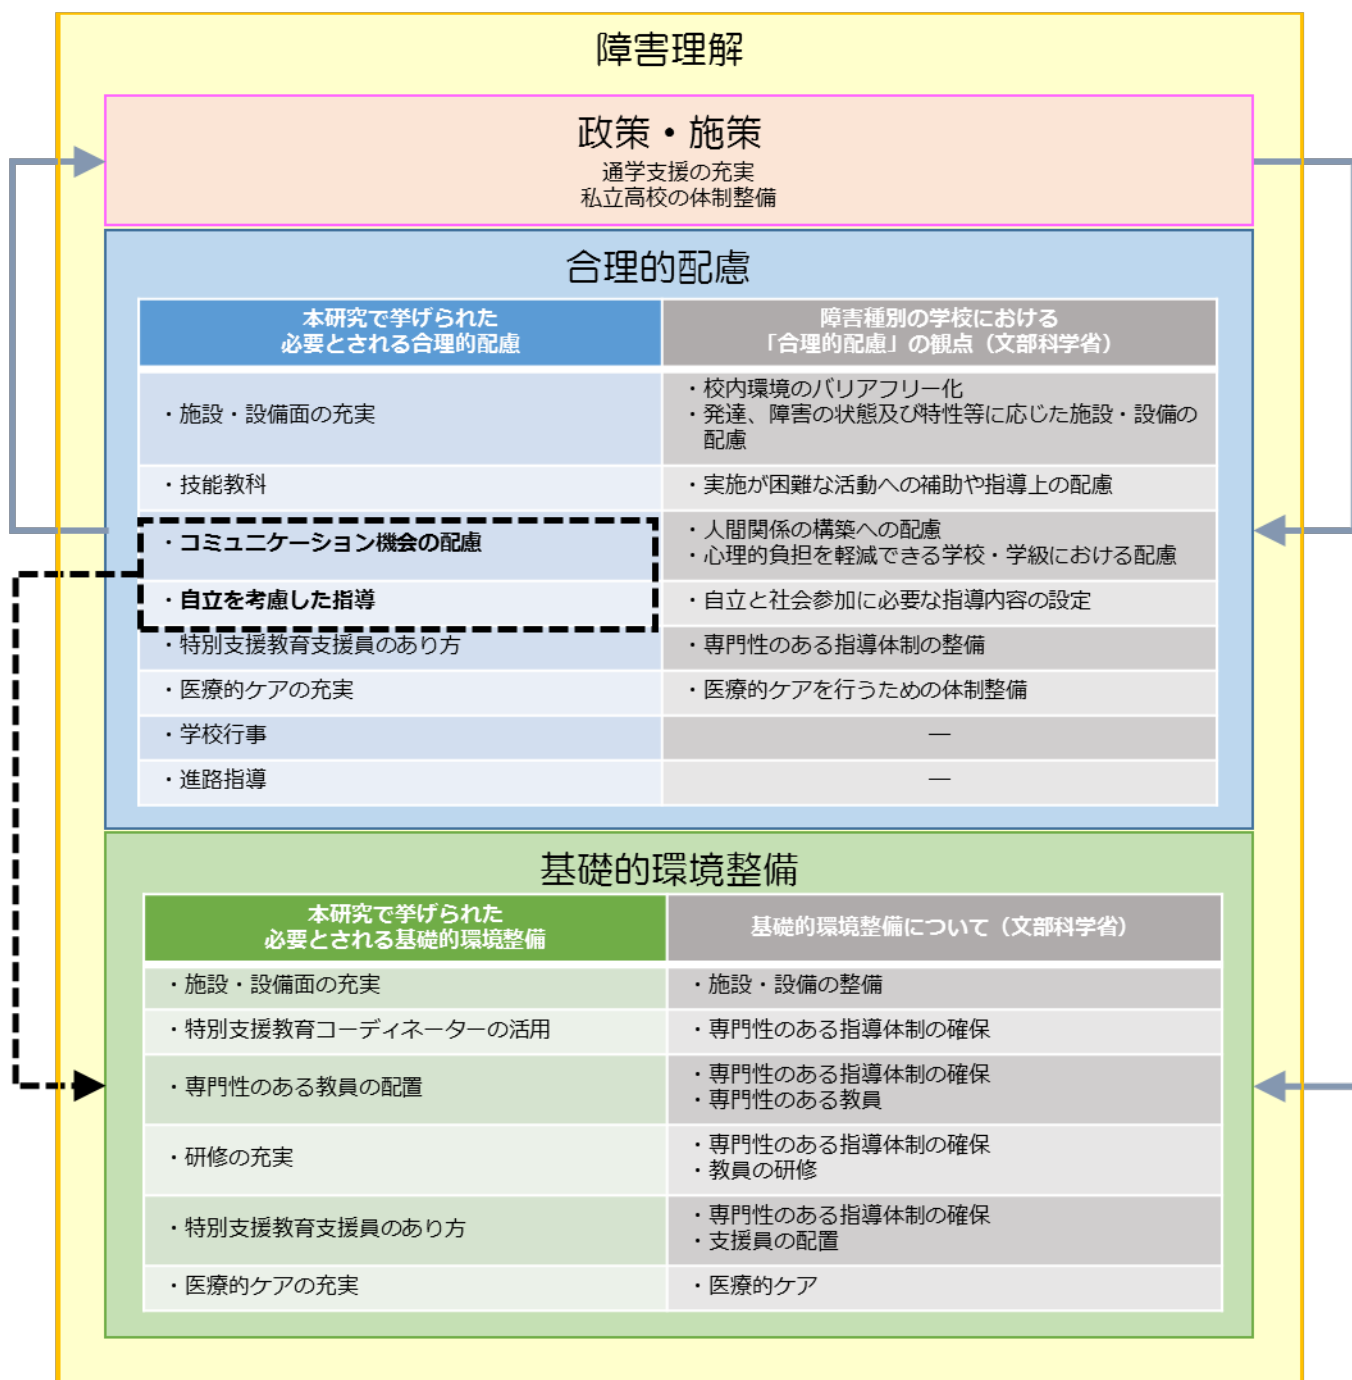 障害理解
政策・施策
通学支援の充実
私立高校の体制整備
合理的配慮
本研究で挙げられた
必要とされる合理的配慮
障害種別の学校における
「合理的配慮」の観点（文部科学省）
・施設・設備面の充実
・校内環境のバリアフリー化
・発達、障害の状態及び特性等に応じた施設・設備の
配慮
・技能教科
・実施が困難な活動への補助や指導上の配慮
・コミュニケーション機会の配慮
・人間関係の構築への配慮
・心理的負担を軽減できる学校・学級における配慮
・自立を考慮した指導
・自立と社会参加に必要な指導内容の設定
・特別支援教育支援員のあり方
・専門性のある指導体制の整備
・医療的ケアの充実
・医療的ケアを行うための体制整備
・学校行事
―
・進路指導
―
基礎的環境整備
本研究で挙げられた
必要とされる基礎的環境整備
基礎的環境整備について（文部科学省）
・施設・設備面の充実
・施設・設備の整備
・特別支援教育コーディネーターの活用
・専門性のある指導体制の確保
・専門性のある教員の配置
・専門性のある指導体制の確保
・専門性のある教員
・研修の充実
・専門性のある指導体制の確保
・教員の研修
・特別支援教育支援員のあり方
・専門性のある指導体制の確保
・支援員の配置
・医療的ケアの充実
・医療的ケア